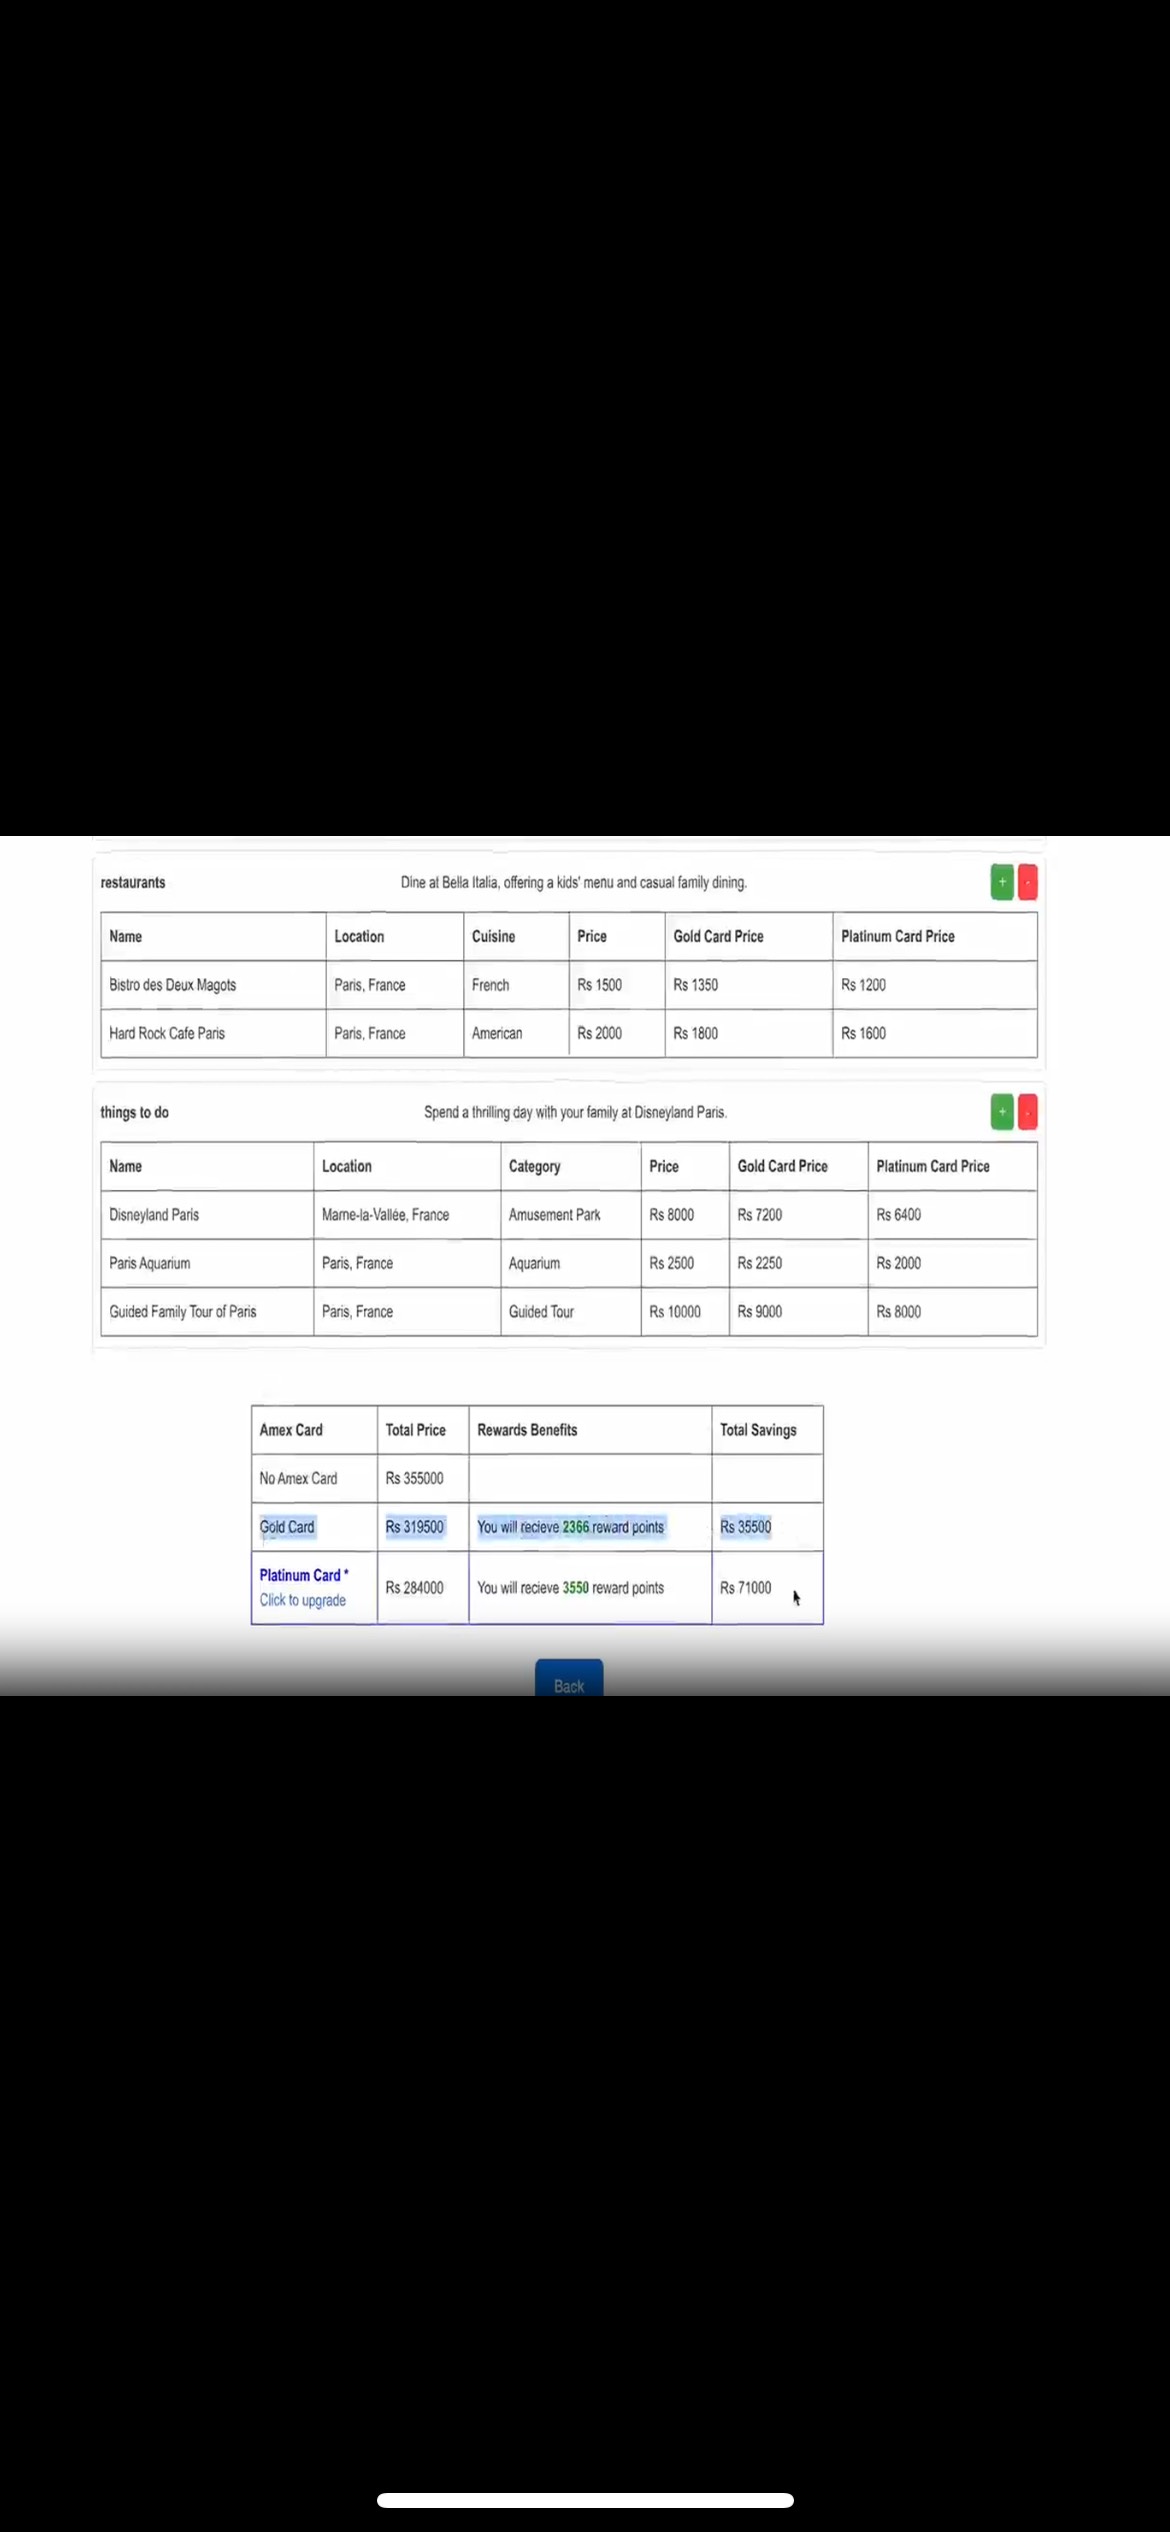 restaurants Dine at Bella Italia, offering a kids' menu and casual family dining. + -
Name Location Cuisine Price Gold Card Price Platinum Card Price
Bistro des Deux Magots Paris, France French Rs 1500 Rs 1350 Rs 1200
Hard Rock Cafe Paris Paris, France American Rs 2000 Rs 1800 Rs 1600
things to do Spend a thrilling day with your family at Disneyland Paris. + -
Name Location Category Price Gold Card Price Platinum Card Price
Disneyland Paris Marne-la-Vallée, France Amusement Park Rs 8000 Rs 7200 Rs 6400
Paris Aquarium Paris, France Aquarium Rs 2500 Rs 2250 Rs 2000
Guided Family Tour of Paris Paris, France Guided Tour Rs 10000 Rs 9000 Rs 8000
Amex Card Total Price Rewards Benefits Total Savings
No Amex Card Rs 355000
Gold Card Rs 319500 You will recieve 2366 reward points Rs 35500
Platinum Card *
Click to upgrade Rs 284000 You will recieve 3550 reward points Rs 71000
Back